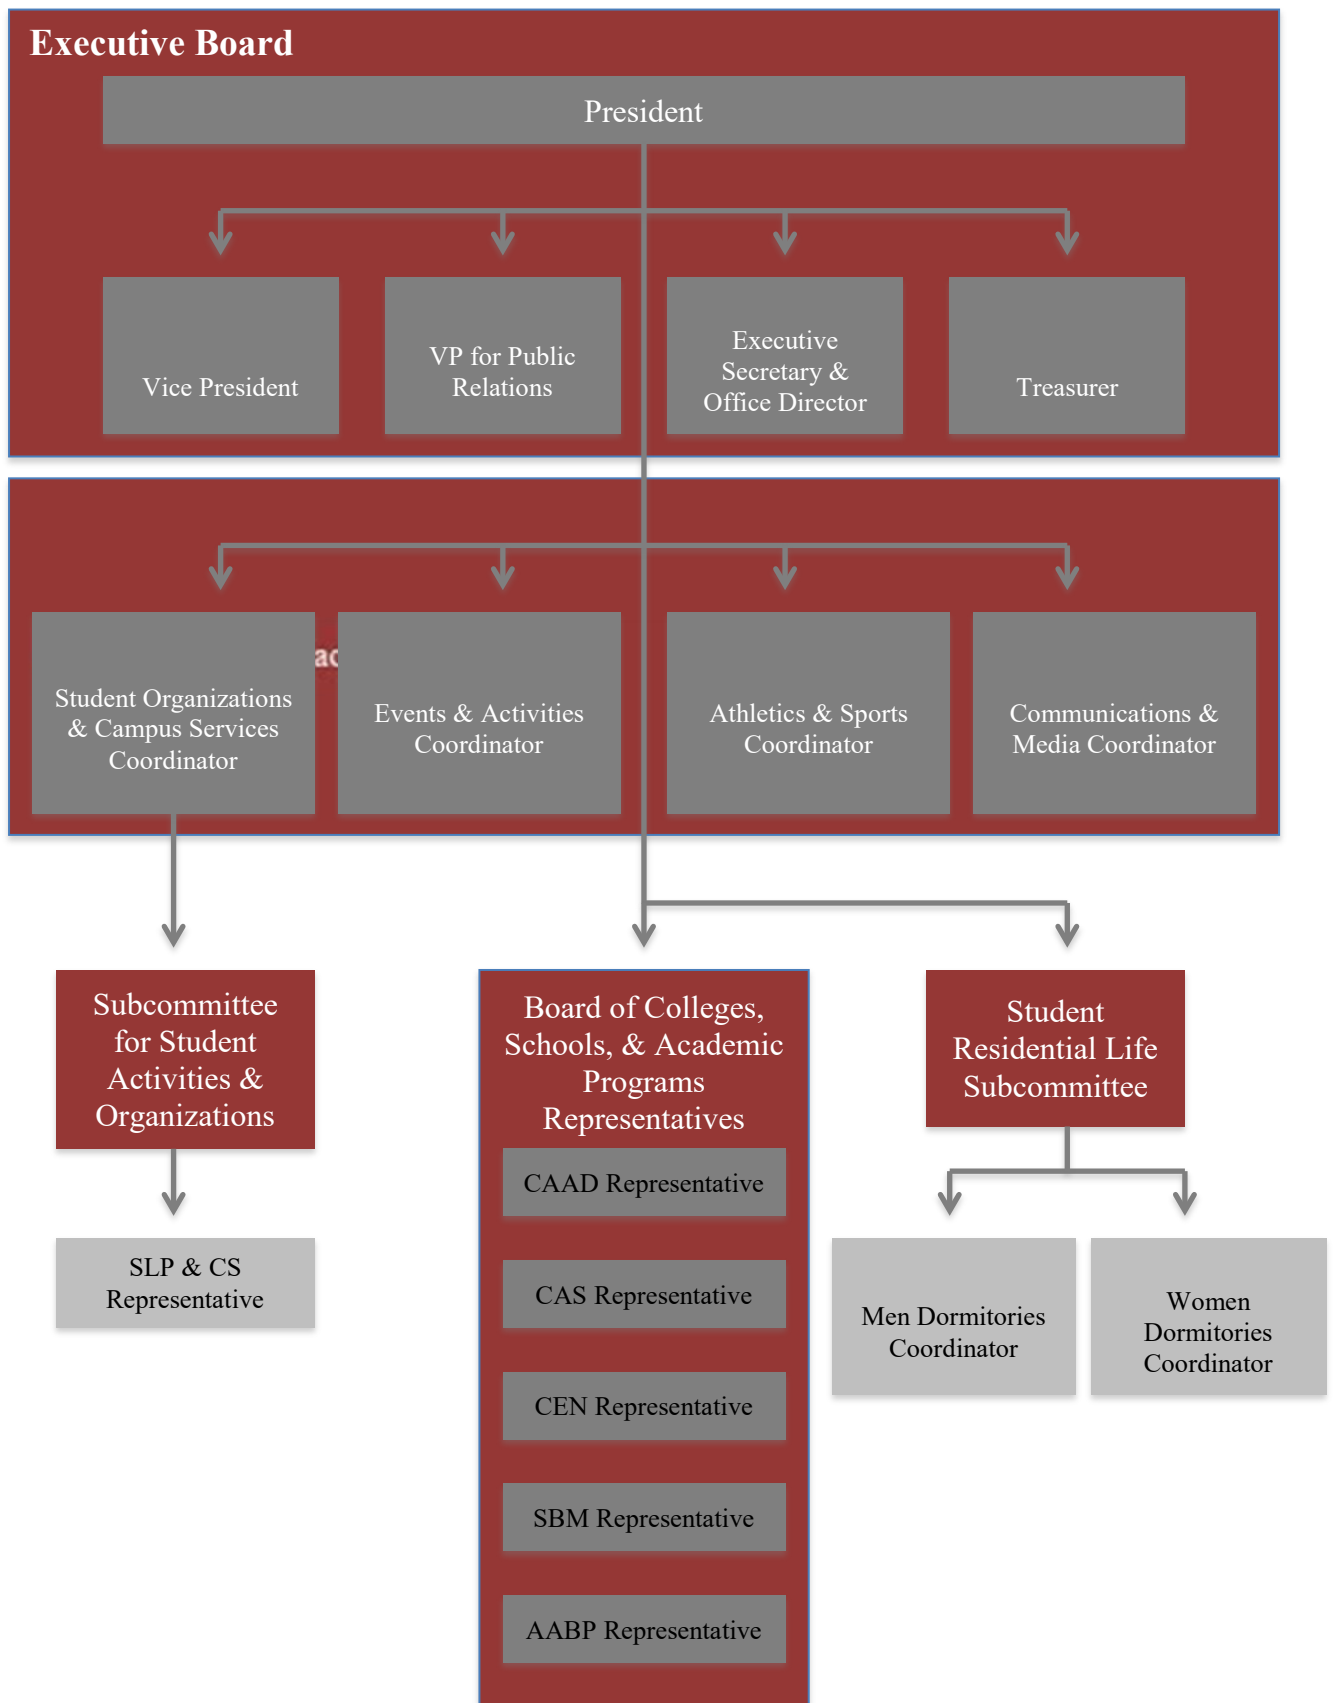 Executive Board
President
Vice President
VP for Public
Relations
Executive
Secretary &
Office Director
Treasurer
Student Organizations
& Campus Services
Coordinator
Events & Activities
Coordinator
Athletics & Sports
Coordinator
Communications &
Media Coordinator
Subcommittee
for Student
Activities &
Organizations
SLP & CS
Representative
Board of Colleges,
Schools, & Academic
Programs
Representatives
CAAD Representative
CAS Representative
CEN Representative
SBM Representative
AABP Representative
Student
Residential Life
Subcommittee
Men Dormitories
Coordinator
Women
Dormitories
Coordinator